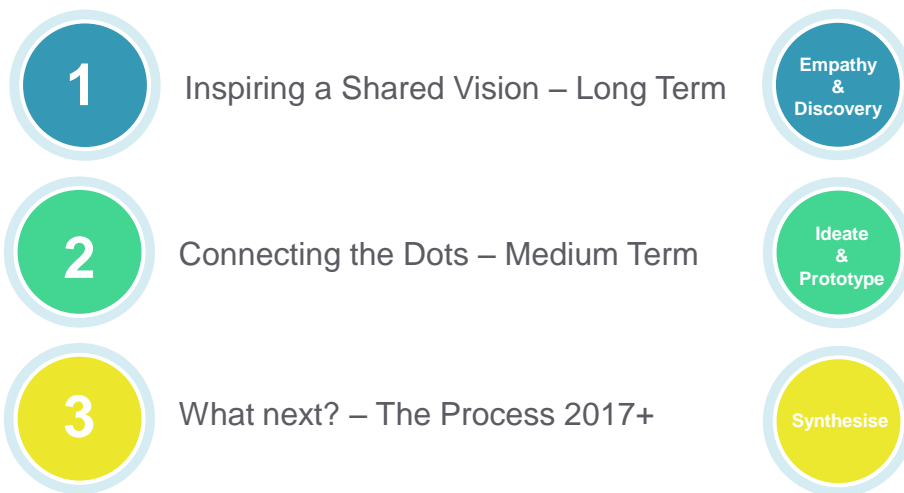 1
Inspiring a Shared Vision – Long Term
Empathy
&
Discovery
2
Connecting the Dots – Medium Term
Ideate
&
Prototype
3
What next? – The Process 2017+
Synthesise